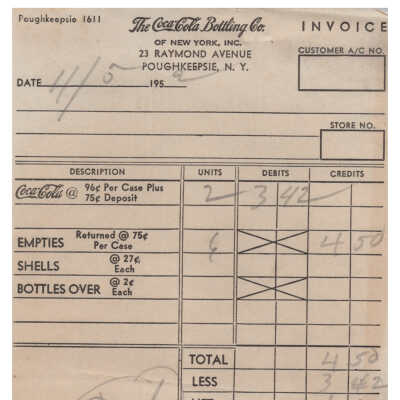 Poughkeepsie 1611
The Coca-Cola Bottling Co.
OF NEW YORK, INC.
23 RAYMOND AVENUE
POUGHKEEPSIE, N. Y.
INVOICE
CUSTOMER A/C NO.
DATE 11/5 195 2
STORE NO.
DESCRIPTION UNITS DEBITS CREDITS
Coca-Cola @ 96¢ Per Case Plus 75¢ Deposit 2 3 42
EMPTIES Returned @ 75¢ Per Case 6 4 50
SHELLS @ 27¢ Each
BOTTLES OVER @ 2¢ Each
TOTAL 4 50
LESS 3 42